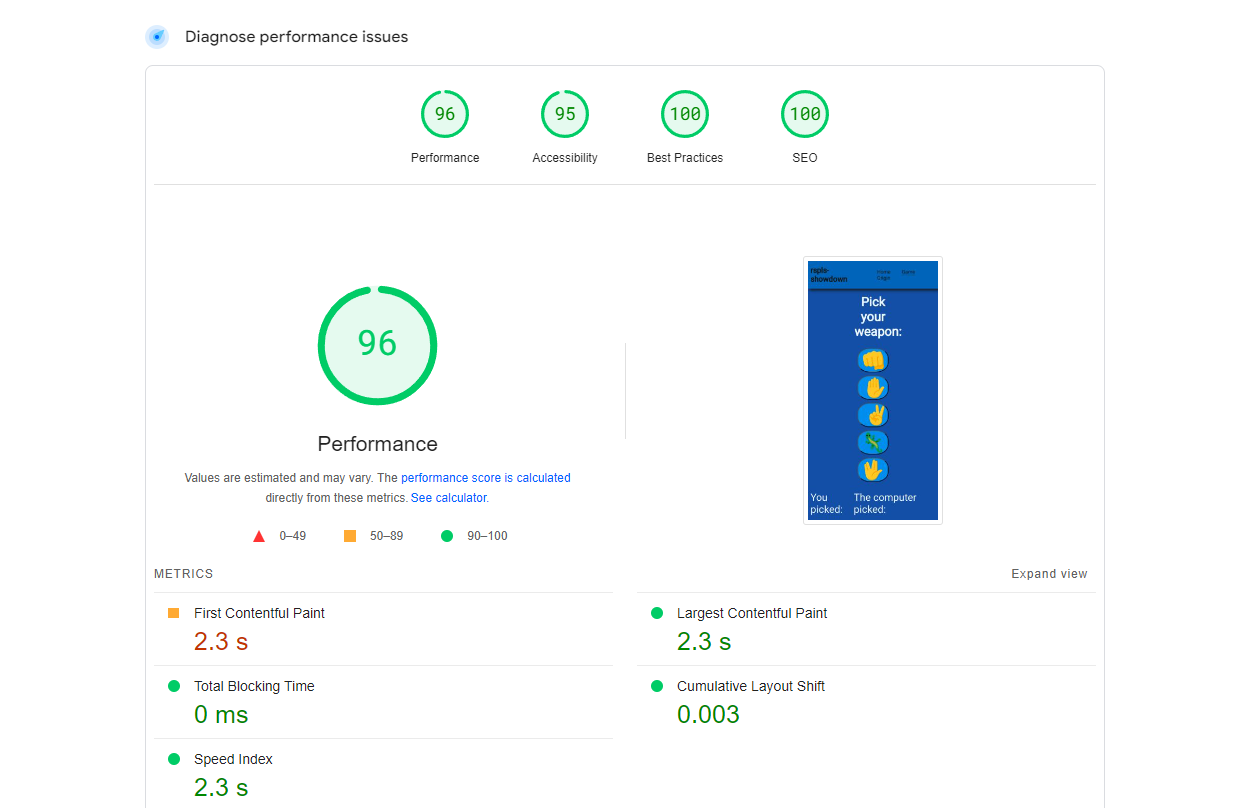 Diagnose performance issues
96
95
100
100
Performance
Accessibility
Best Practices
SEO
96
Performance
Values are estimated and may vary. The performance score is calculated
directly from these metrics. See calculator.
0–49
50–89
90–100
rspls-
showdown
Home
Pick
your
weapon:
You
picked:
The computer
picked:
METRICS
Expand view
First Contentful Paint
2.3 s
Largest Contentful Paint
2.3 s
Total Blocking Time
0 ms
Cumulative Layout Shift
0.003
Speed Index
2.3 s